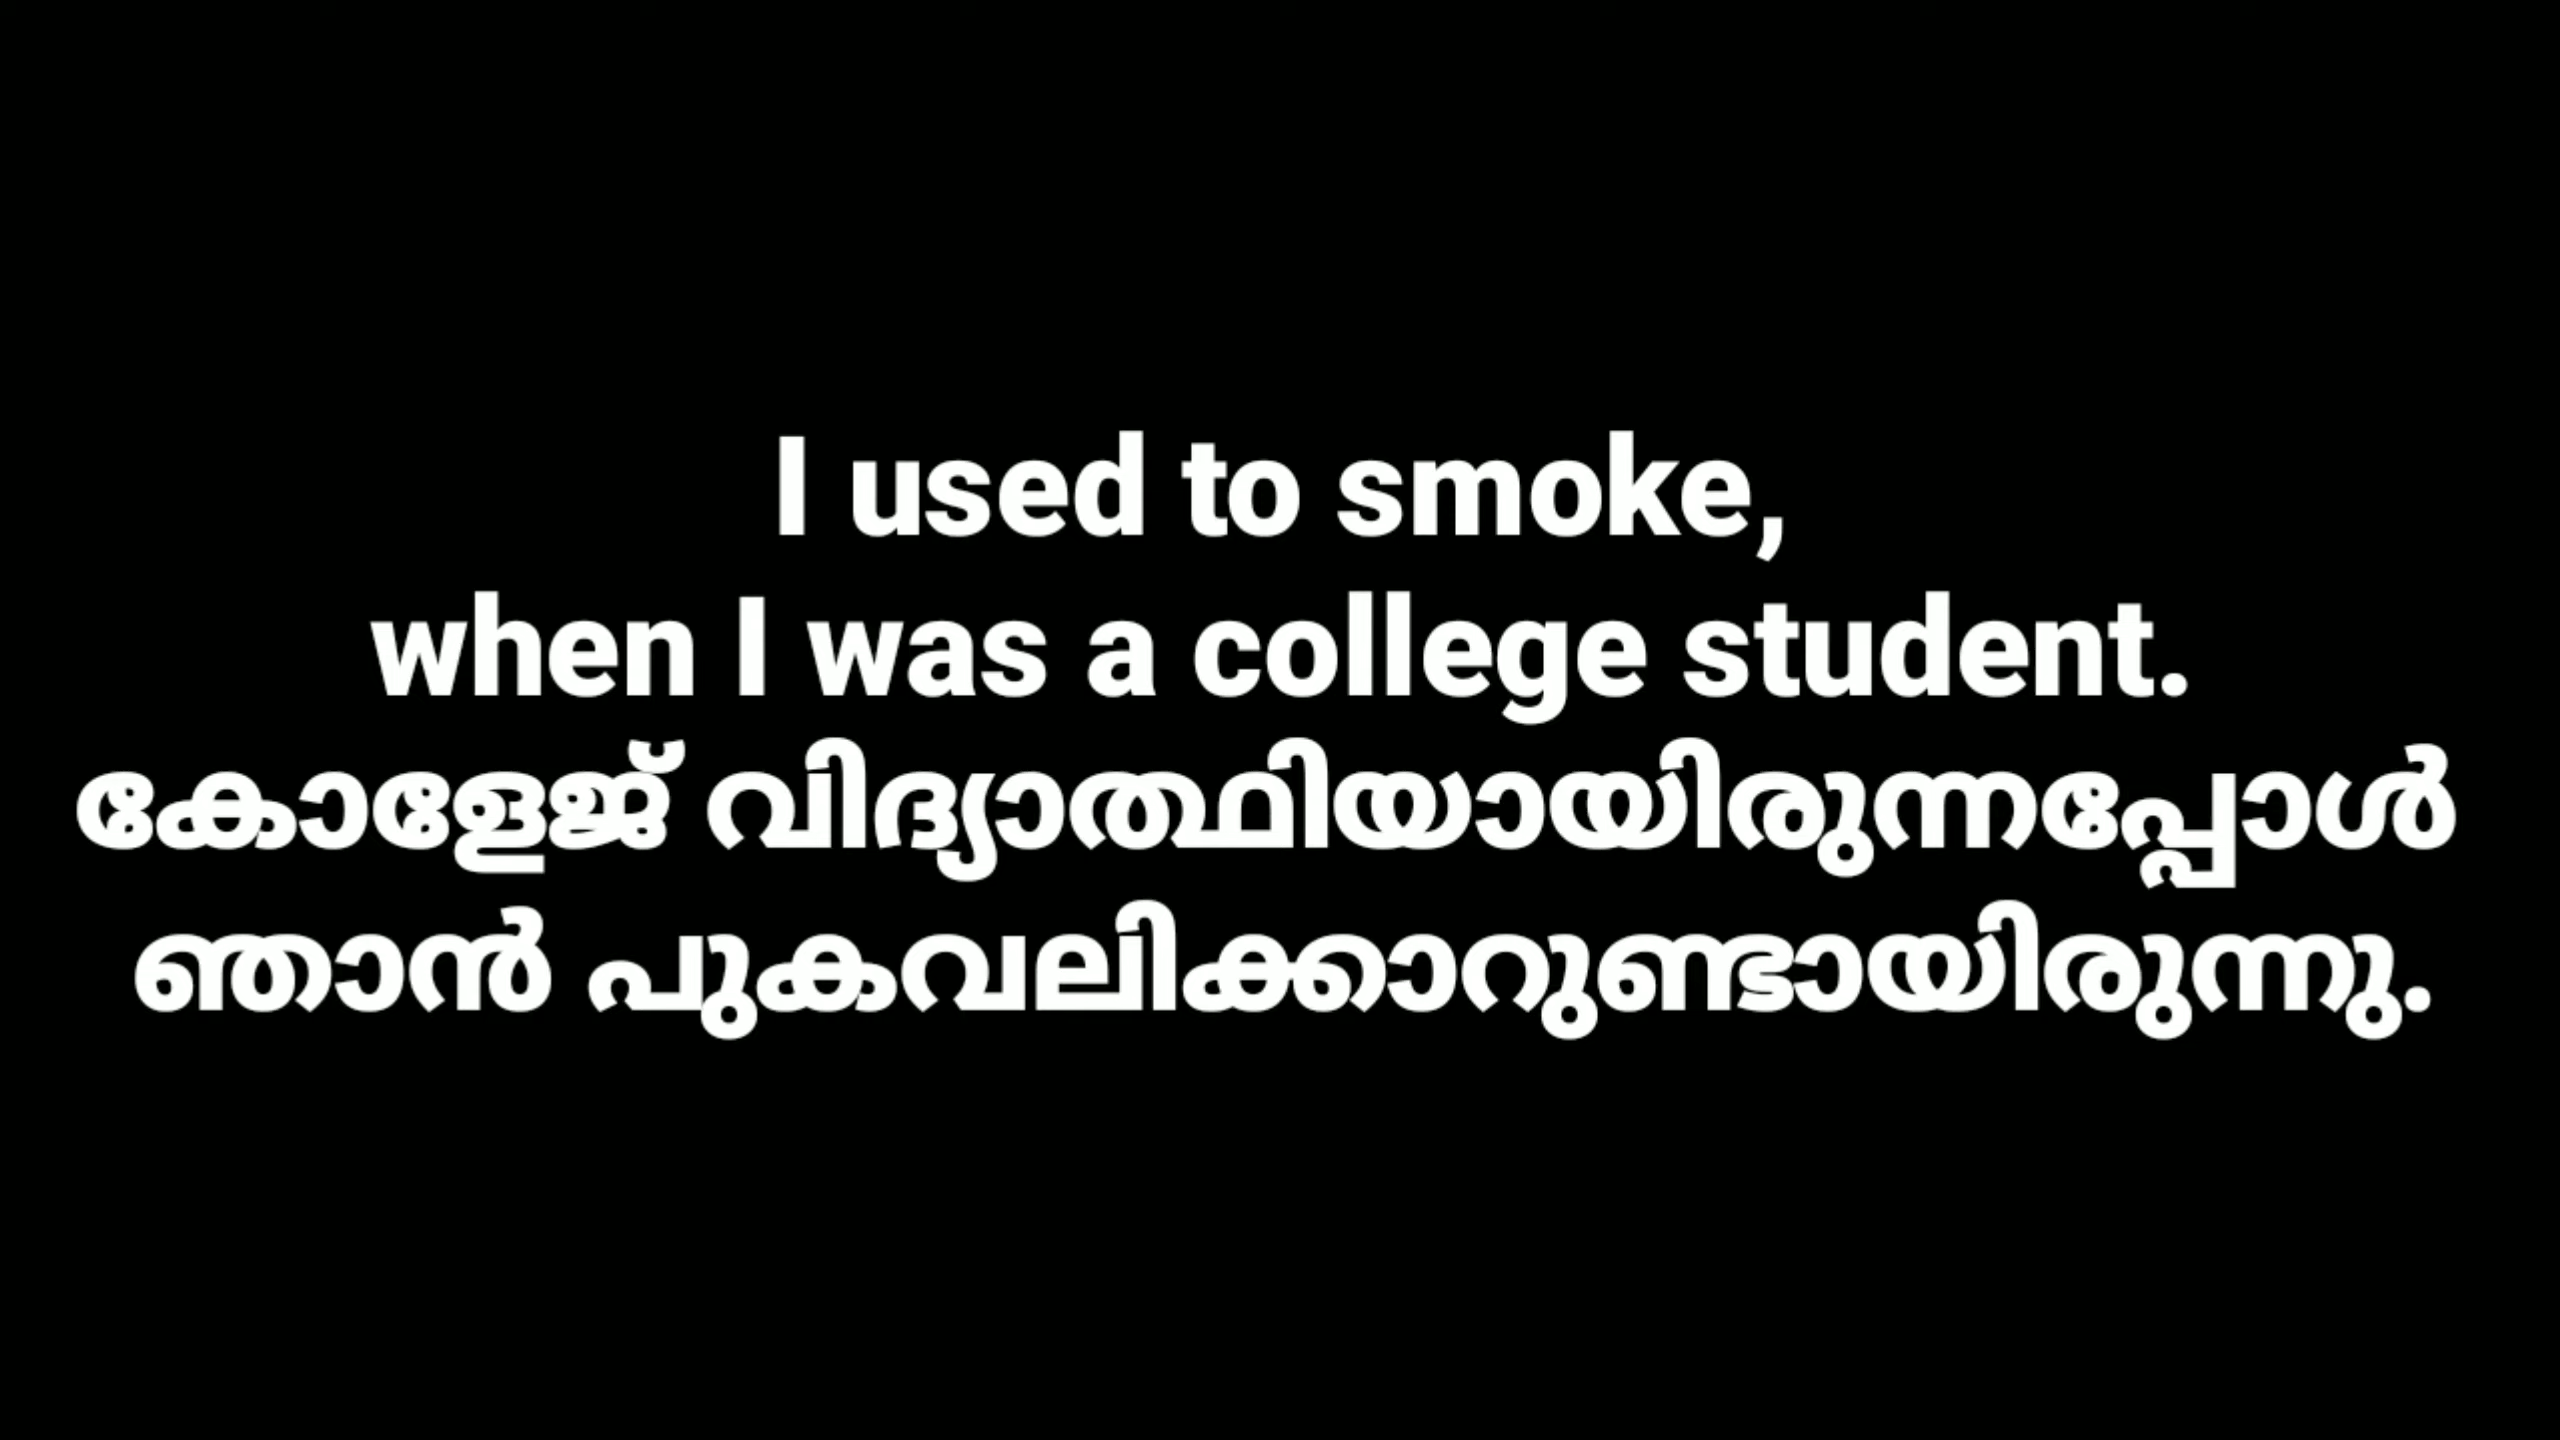 I used to smoke,
when I was a college student.
കോളേജ് വിദ്യാത്ഥിയായിരുന്നപ്പോൾ
ഞാൻ പുകവലിക്കാറുണ്ടായിരുന്നു.